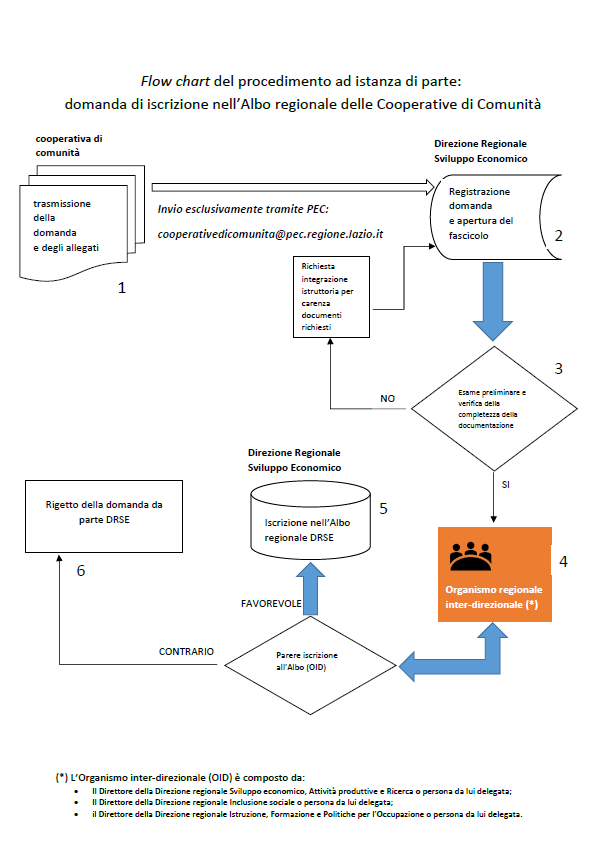 Flow chart del procedimento ad istanza di parte:
domanda di iscrizione nell’Albo regionale delle Cooperative di Comunità
cooperativa di
comunità
Direzione Regionale
Sviluppo Economico
trasmissione
della
domanda
e degli allegati
1
Invio esclusivamente tramite PEC:
cooperativedicomunita@pec.regione.lazio.it
Registrazione
domanda
e apertura del
fascicolo
2
Richiesta
integrazione
istruttoria per
carenza
documenti
richiesti
3
Esame preliminare e
verifica della
completezza della
documentazione
NO
SI
Direzione Regionale
Sviluppo Economico
Rigetto della domanda da
parte DRSE
6
Iscrizione nell’Albo
regionale DRSE
5
4
Organismo regionale
inter-direzionale (*)
FAVOREVOLE
CONTRARIO
Parere iscrizione
all’Albo (OID)
(*) L’Organismo inter-direzionale (OID) è composto da:
• Il Direttore della Direzione regionale Sviluppo economico, Attività produttive e Ricerca o persona da lui delegata;
• Il Direttore della Direzione regionale Inclusione sociale o persona da lui delegata;
• il Direttore della Direzione regionale Istruzione, Formazione e Politiche per l’Occupazione o persona da lui delegata.